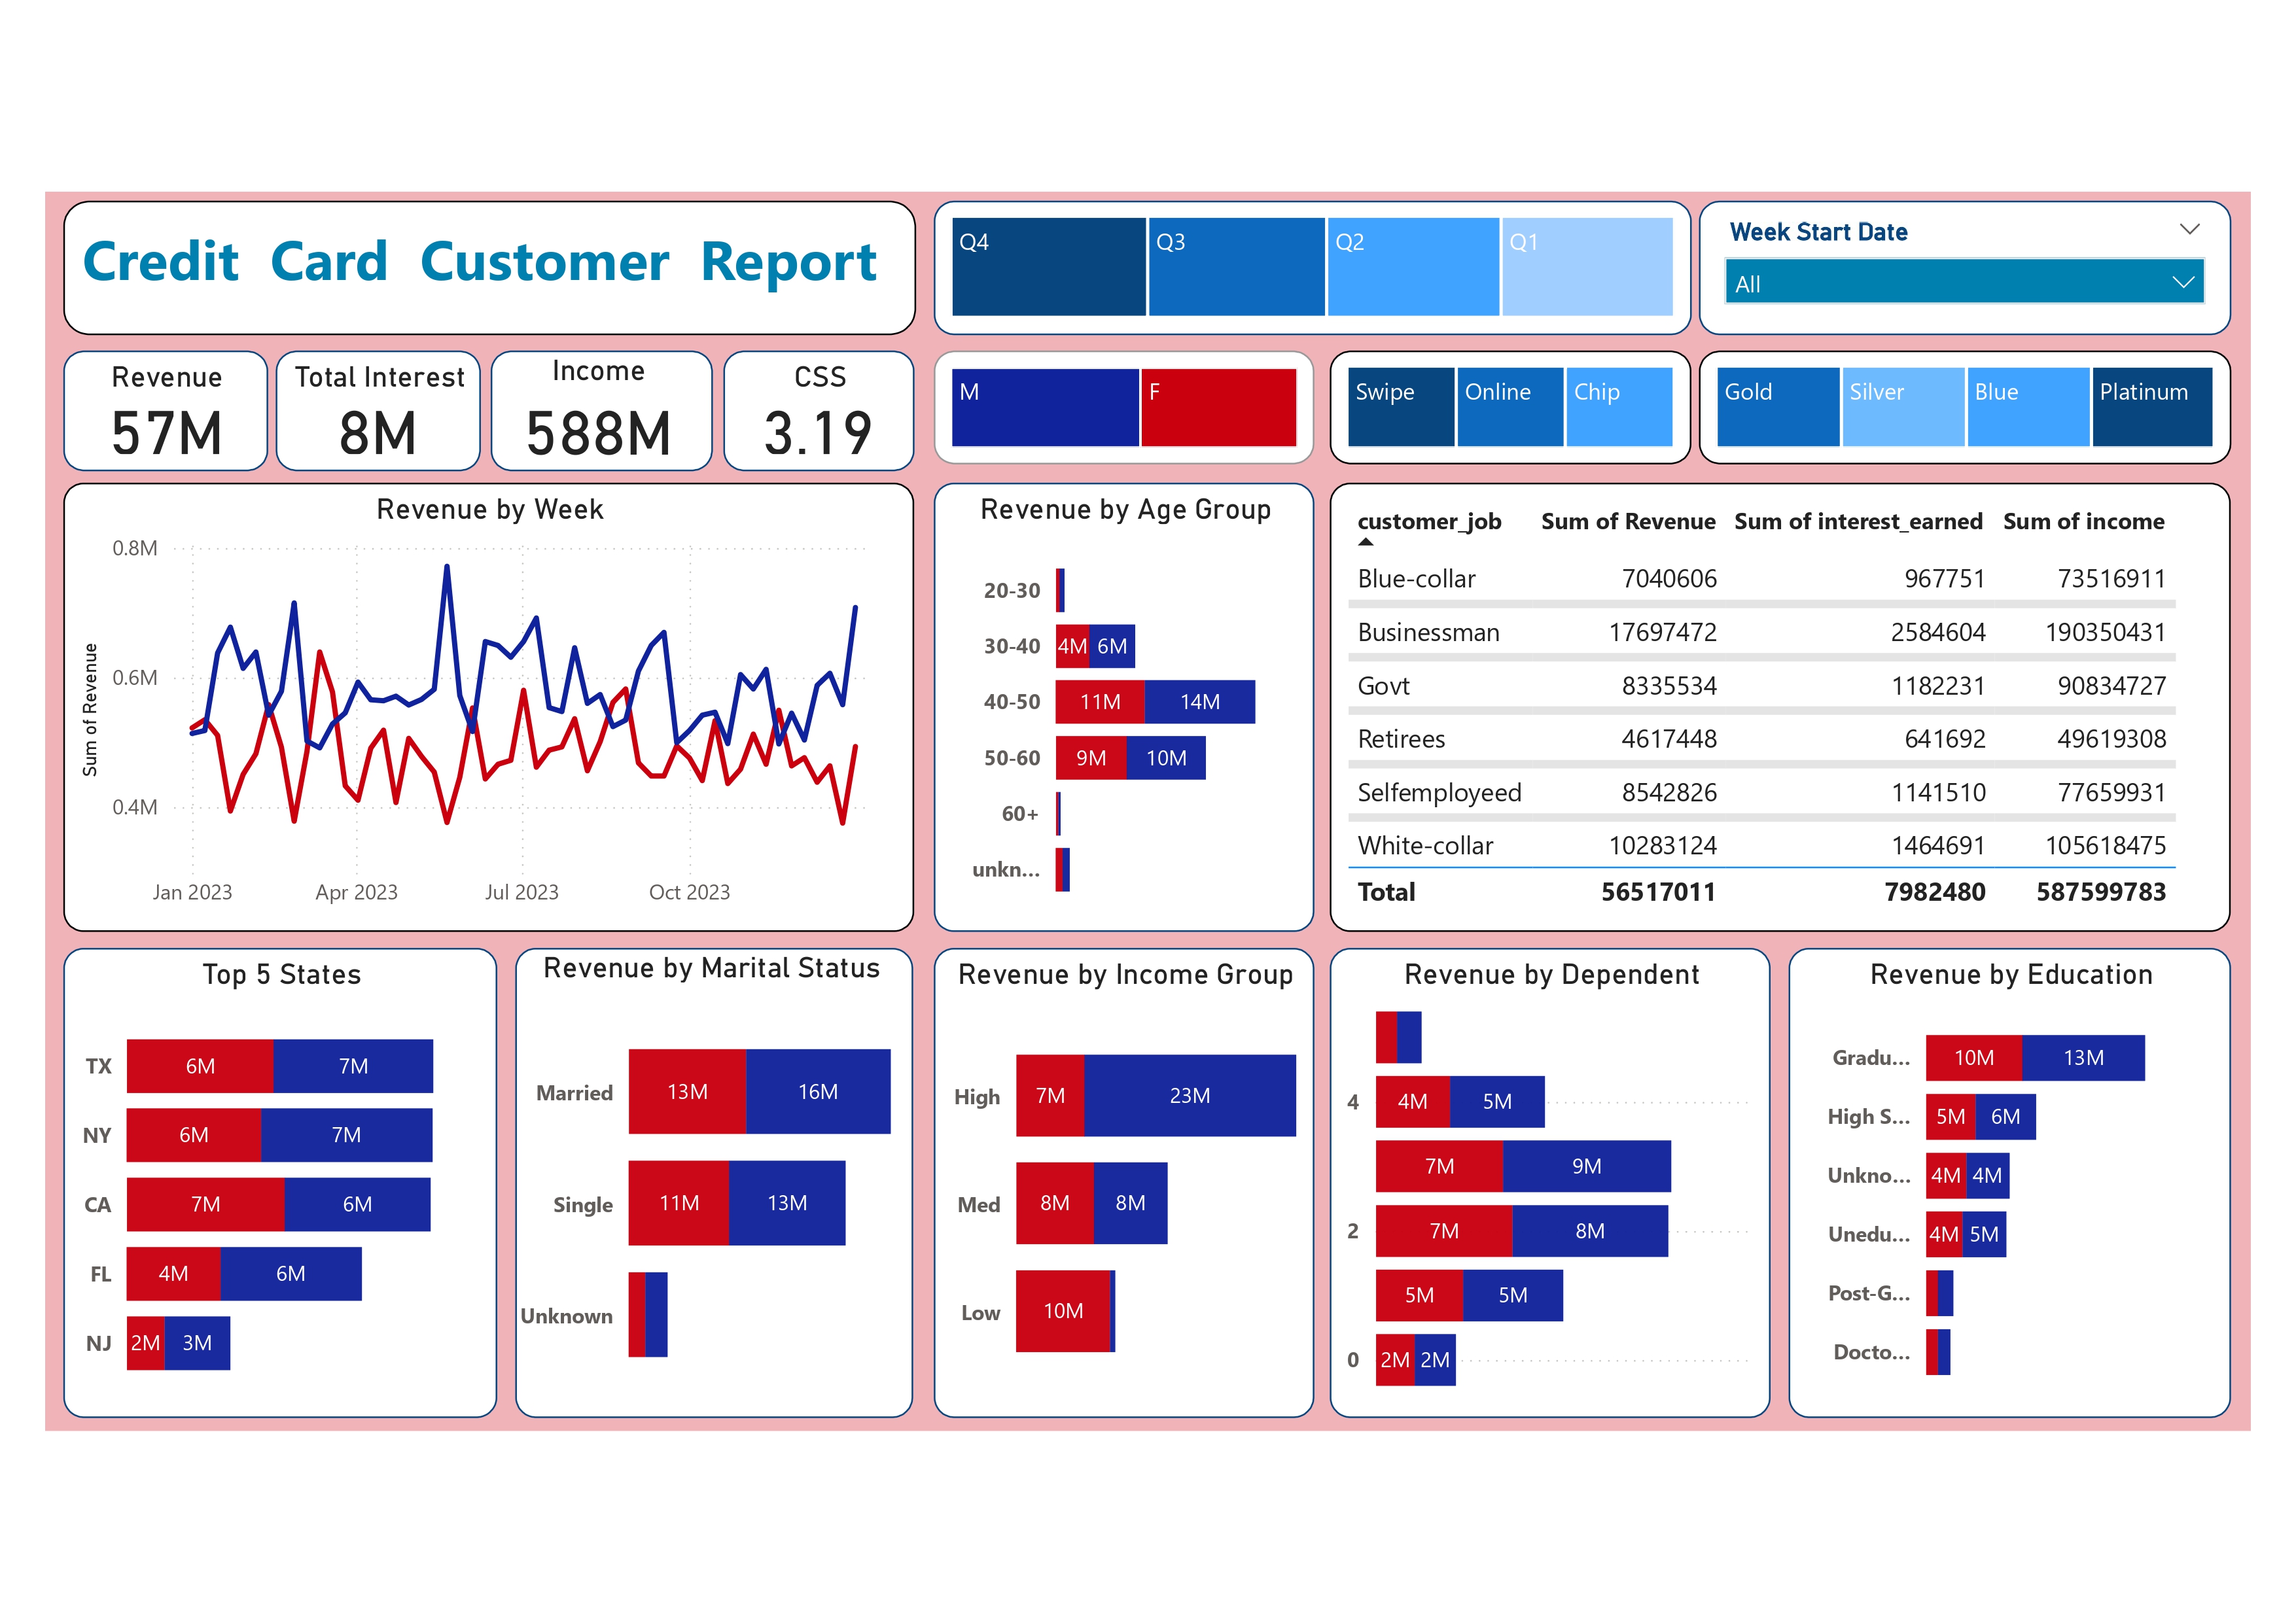 Credit Card Customer Report
Q4 Q3 Q2 Q1
Week Start Date
All
Revenue
57M
Total Interest
8M
Income
588M
CSS
3.19
M F
Swipe Online Chip
Gold Silver Blue Platinum
Revenue by Week
Sum of Revenue
0.8M
0.6M
0.4M
Jan 2023 Apr 2023 Jul 2023 Oct 2023
Revenue by Age Group
20-30
30-40 4M 6M
40-50 11M 14M
50-60 9M 10M
60+
unkn...
customer_job Sum of Revenue Sum of interest_earned Sum of income
Blue-collar 7040606 967751 73516911
Businessman 17697472 2584604 190350431
Govt 8335534 1182231 90834727
Retirees 4617448 641692 49619308
Selfemployeed 8542826 1141510 77659931
White-collar 10283124 1464691 105618475
Total 56517011 7982480 587599783
Top 5 States
TX 6M 7M
NY 6M 7M
CA 7M 6M
FL 4M 6M
NJ 2M 3M
Revenue by Marital Status
Married 13M 16M
Single 11M 13M
Unknown
Revenue by Income Group
High 7M 23M
Med 8M 8M
Low 10M
Revenue by Dependent
4 4M 5M
7M 9M
2 7M 8M
5M 5M
0 2M 2M
Revenue by Education
Gradu... 10M 13M
High S... 5M 6M
Unkno... 4M 4M
Unedu... 4M 5M
Post-G...
Docto...